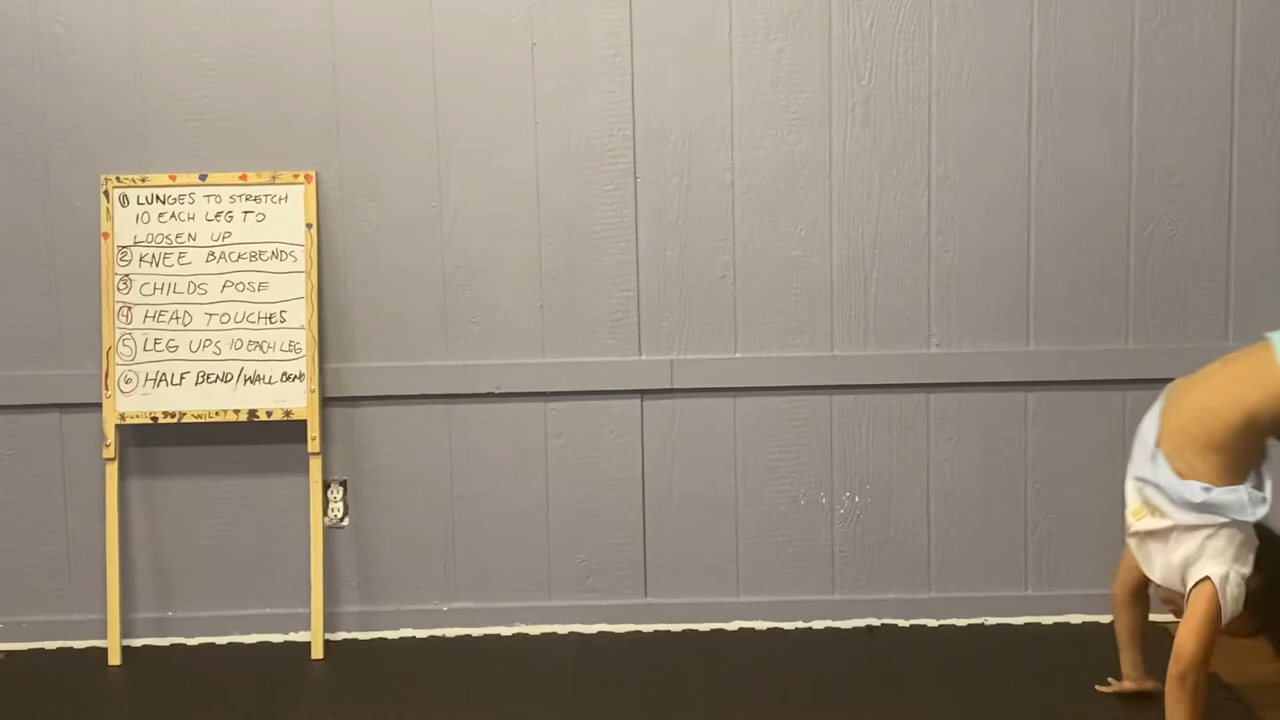 ① LUNGES TO STRETCH
10 EACH LEG TO
LOOSEN UP
② KNEE BACKBENDS
③ CHILDS POSE
④ HEAD TOUCHES
⑤ LEG UPS 10 EACH LEG
⑥ HALF BEND/WALL BEND
WILEY